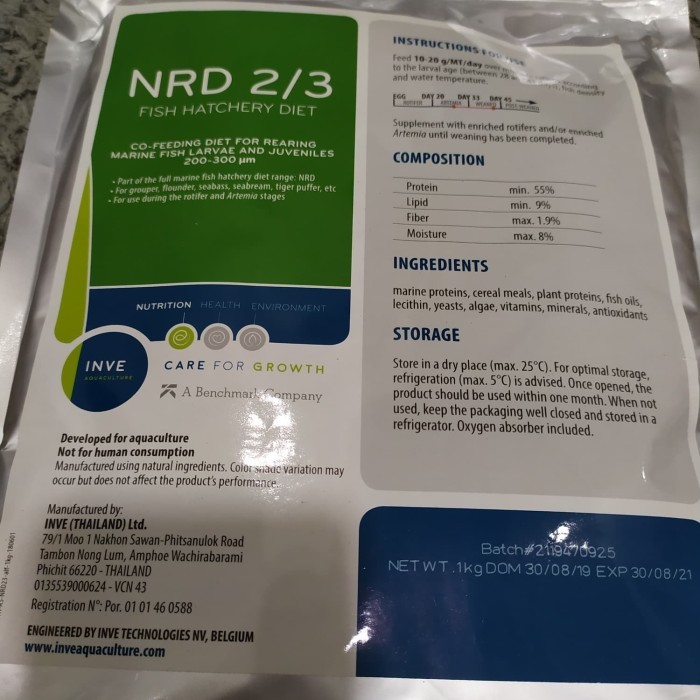 NRD 2/3
FISH HATCHERY DIET
CO-FEEDING DIET FOR REARING
MARINE FISH LARVAE AND JUVENILES
200-300 µm
- Part of the full marine fish hatchery diet range: NRD
- For grouper, flounder, seabass, seabream, tiger puffer, etc
- For use during the rotifer and Artemia stages
NUTRITION HEALTH ENVIRONMENT
INVE
AQUACULTURE
CARE FOR GROWTH
A Benchmark Company
Developed for aquaculture
Not for human consumption
Manufactured using natural ingredients. Color shade variation may
occur but does not affect the product's performance.
Manufactured by:
INVE (THAILAND) Ltd.
79/1 Moo 1 Nakhon Sawan-Phitsanulok Road
Tambon Nong Lum, Amphoe Wachirabarami
Phichit 66220 - THAILAND
0135539000624 - VCN 43
Registration N°: Por. 01 01 46 0588
ENGINEERED BY INVE TECHNOLOGIES NV, BELGIUM
www.inveaquaculture.com
INSTRUCTIONS
Feed 10-20 g/MT/day
to the larval age (between
and water temperature.
EGG DAY 20 DAY 33 DAY 45
Supplement with enriched rotifers and/or enriched
Artemia until weaning has been completed.
COMPOSITION
Protein min. 55%
Lipid min. 9%
Fiber max. 1.9%
Moisture max. 8%
INGREDIENTS
marine proteins, cereal meals, plant proteins, fish oils,
lecithin, yeasts, algae, vitamins, minerals, antioxidants
STORAGE
Store in a dry place (max. 25°C). For optimal storage,
refrigeration (max. 5°C) is advised. Once opened, the
product should be used within one month. When not
used, keep the packaging well closed and stored in a
refrigerator. Oxygen absorber included.
Batch#2119470925
NET WT.1kg DOM 30/08/19 EXP 30/08/21